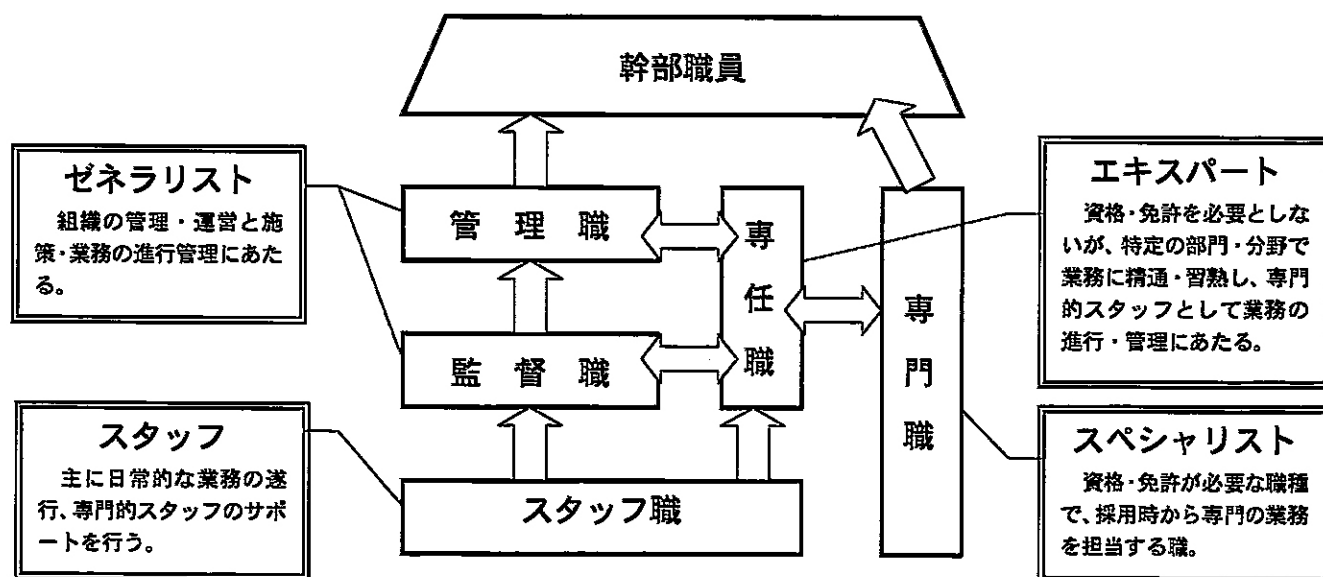 幹部職員
ゼネラリスト
組織の管理・運営と施
策・業務の進行管理にあた
る。
管理職
監督職
専任職
専門職
エキスパート
資格・免許を必要としな
いが、特定の部門・分野で
業務に精通・習熟し、専門
的スタッフとして業務の
進行・管理にあたる。
スタッフ
主に日常的な業務の遂
行、専門的スタッフのサポ
ートを行う。
スタッフ職
スペシャリスト
資格・免許が必要な職種
で、採用時から専門の業務
を担当する職。